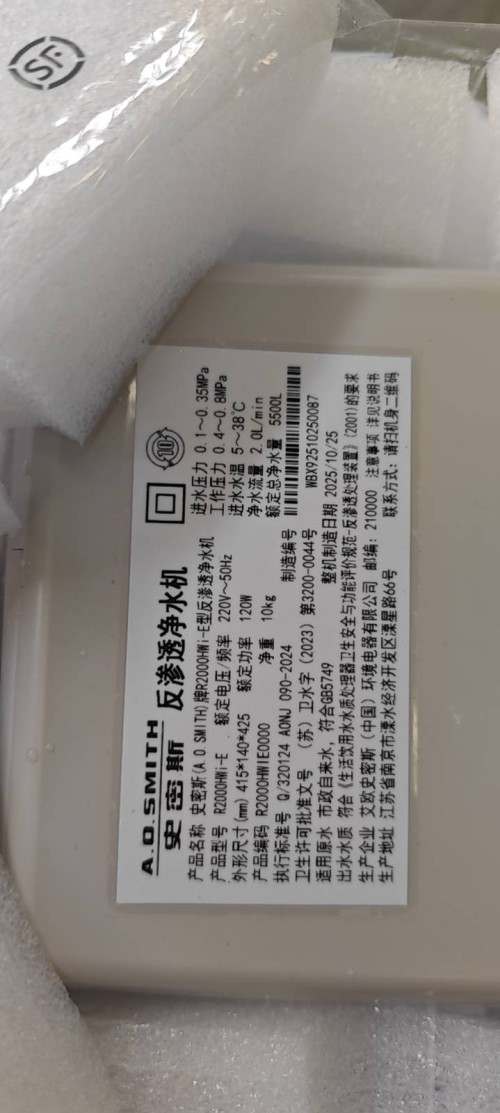 SF
A.O.SMITH
史密斯 反渗透净水机
10
产品名称 史密斯(A.O.SMITH)牌R2000HWi-E型反渗透净水机
产品型号 R2000HWi-E 额定电压/频率 220V~50Hz
外形尺寸(mm) 415*140*425 额定功率 120W
产品编码 R2000HWIE0000 净重 10kg
进水压力 0.1~0.35MPa
工作压力 0.4~0.8MPa
进水水温 5~38℃
净水流量 2.0L/min
额定总净水量 5500L
执行标准号 Q/320124 AONJ 090-2024 制造编号
WBX92510250087
卫生许可批准文号 (苏)卫水字(2023)第3200-0044号
适用原水 市政自来水,符合GB5749 整机制造日期 2025/10/25
出水水质 符合《生活饮用水水质处理器卫生安全与功能评价规范-反渗透处理装置》(2001)的要求
生产企业 艾欧史密斯(中国)环境电器有限公司 邮编:210000 注意事项 详见说明书
生产地址 江苏省南京市溧水经济开发区溧星路66号 联系方式:请扫机身二维码